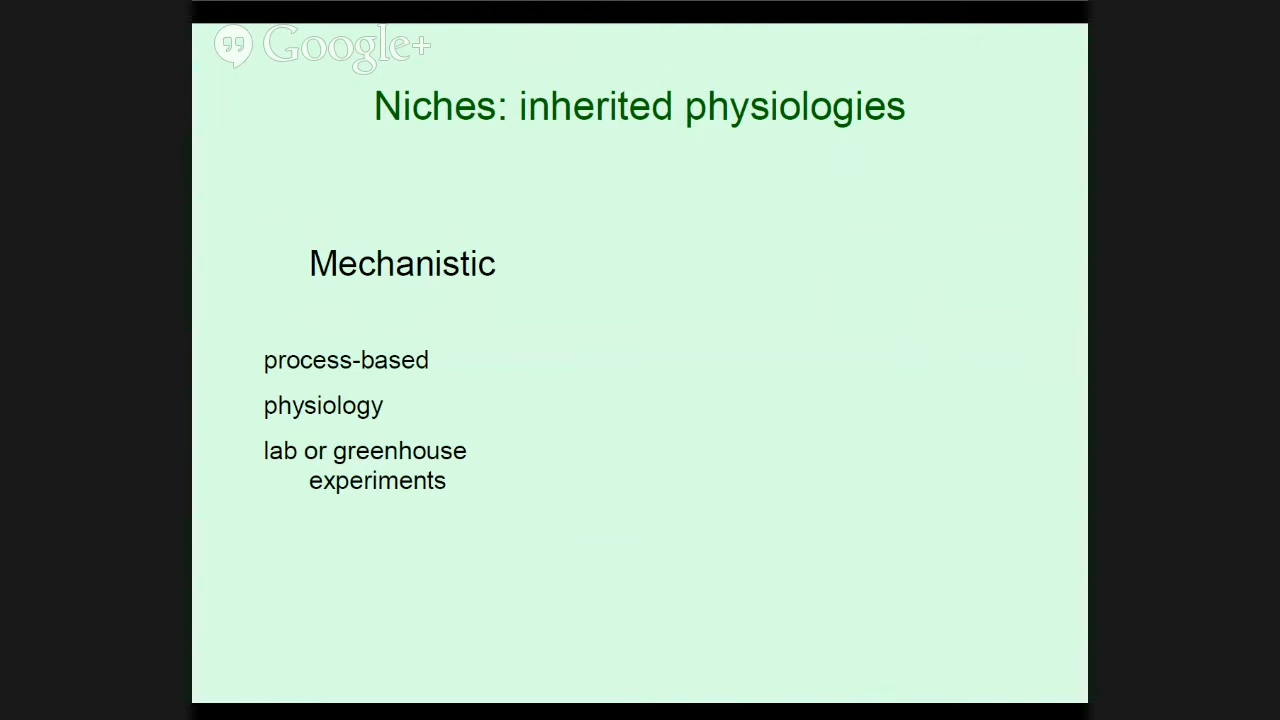 Google+
Niches: inherited physiologies
Mechanistic
process-based
physiology
lab or greenhouse
experiments